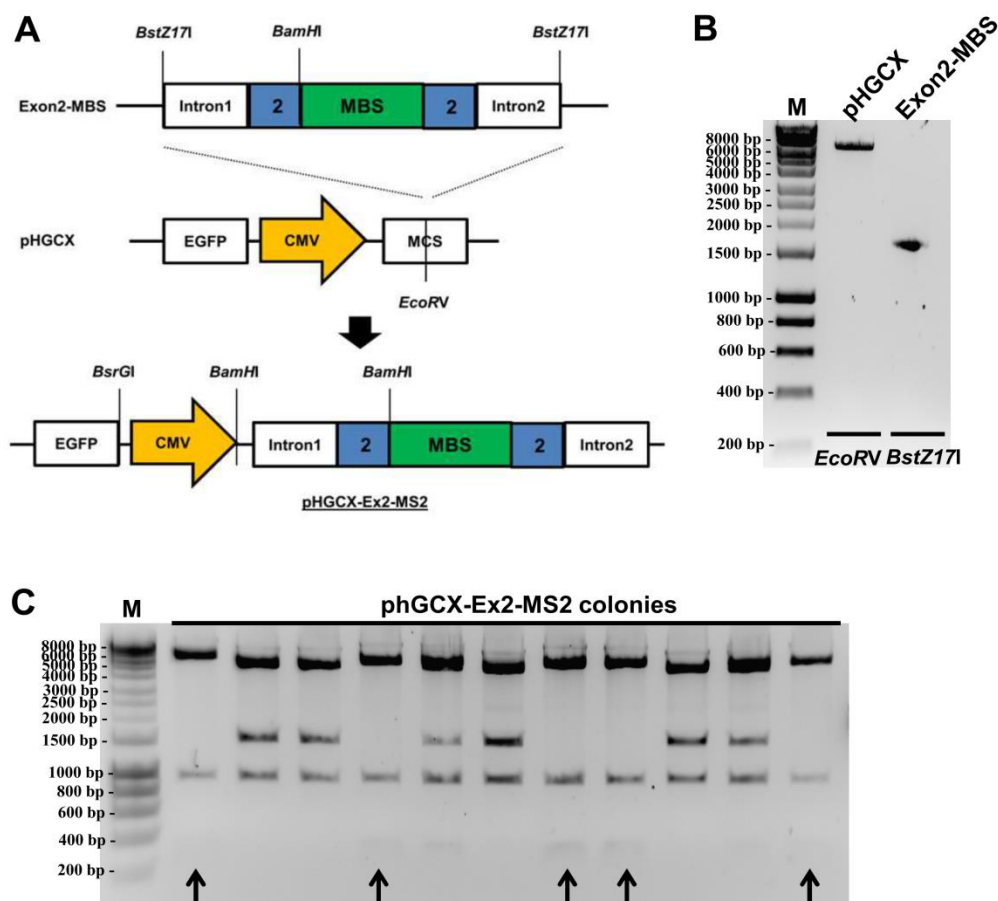 A
BstZ17I BamHI BstZ17I
Exon2-MBS Intron1 2 MBS 2 Intron2
pHGCX EGFP CMV MCS
EcoRV
BsrGI BamHI BamHI
EGFP CMV Intron1 2 MBS 2 Intron2
pHGCX-Ex2-MS2
B
M pHGCX Exon2-MBS
8000 bp -
6000 bp -
5000 bp -
4000 bp -
3000 bp -
2500 bp -
2000 bp -
1500 bp -
1000 bp -
800 bp -
600 bp -
400 bp -
200 bp -
EcoRV BstZ17I
C
M phGCX-Ex2-MS2 colonies
8000 bp -
6000 bp -
5000 bp -
4000 bp -
3000 bp -
2500 bp -
2000 bp -
1500 bp -
1000 bp -
800 bp -
600 bp -
400 bp -
200 bp -